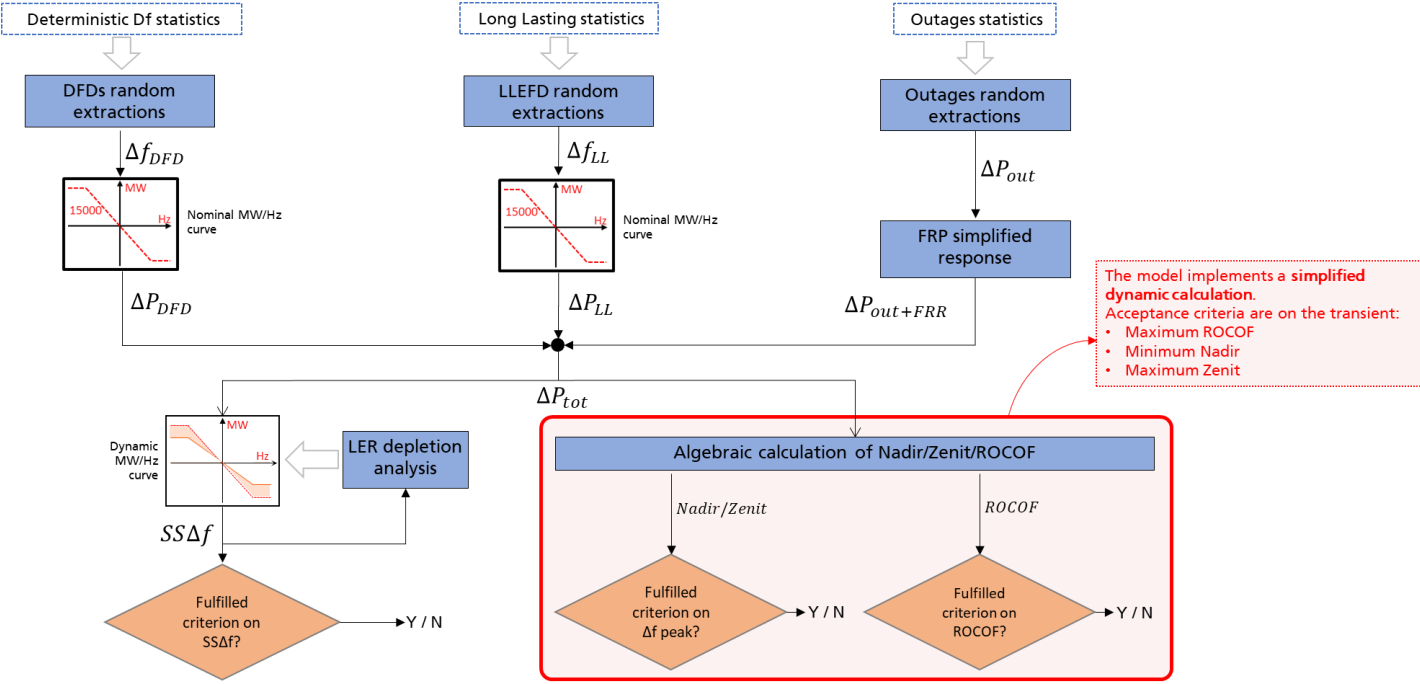 Deterministic Df statistics
Long Lasting statistics
Outages statistics
DFDs random
extractions
LLEFD random
extractions
Outages random
extractions
Δf_DFD
Δf_LL
ΔP_out
MW
15000
Hz
Nominal MW/Hz
curve
MW
15000
Hz
Nominal MW/Hz
curve
FRP simplified
response
ΔP_DFD
ΔP_LL
ΔP_out+FRR
The model implements a simplified
dynamic calculation.
Acceptance criteria are on the transient:
• Maximum ROCOF
• Minimum Nadir
• Maximum Zenit
ΔP_tot
Dynamic
MW/Hz
curve
MW
Hz
LER depletion
analysis
Algebraic calculation of Nadir/Zenit/ROCOF
Nadir/Zenit
ROCOF
SSΔf
Fulfilled
criterion on
SSΔf?
Y / N
Fulfilled
criterion on
Δf peak?
Y / N
Fulfilled
criterion on
ROCOF?
Y / N